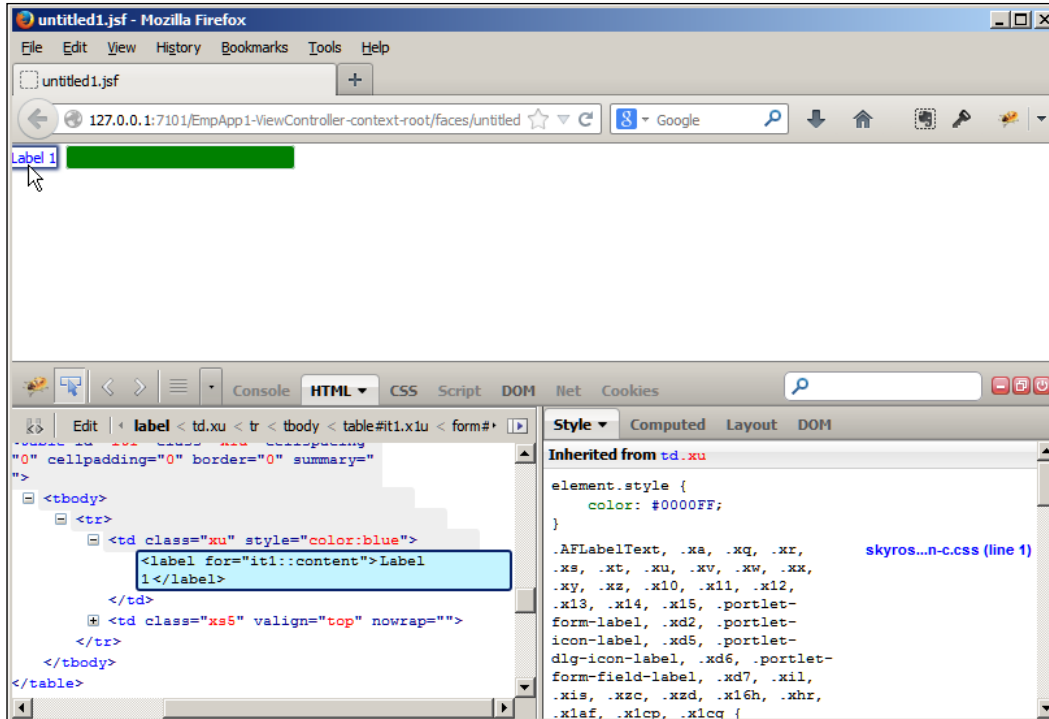 untitled1.jsf - Mozilla Firefox
File Edit View History Bookmarks Tools Help
untitled1.jsf +
127.0.0.1:7101/EmpApp1-ViewController-context-root/faces/untitled 8 Google
Label 1
Console HTML CSS Script DOM Net Cookies
Edit label < td.xu < tr < tbody < table#it1.x1u < form#
"0" cellpadding="0" border="0" summary="
">
<tbody>
<tr>
<td class="xu" style="color:blue">
<label for="it1::content">Label
1</label>
</td>
<td class="xs5" valign="top" nowrap="">
</tr>
</tbody>
</table>
Style Computed Layout DOM
Inherited from td.xu
element.style {
color: #0000FF;
}
.AFLabelText, .xa, .xq, .xr, skyros...n-c.css (line 1)
.xs, .xt, .xu, .xv, .xw, .xx,
.xy, .xz, .x10, .x11, .x12,
.x13, .x14, .x15, .portlet-
form-label, .xd2, .portlet-
icon-label, .xd5, .portlet-
dlg-icon-label, .xd6, .portlet-
form-field-label, .xd7, .xil,
.xis, .xzc, .xzd, .x16h, .xhr,
.x1af, .x1cp, .x1cq {